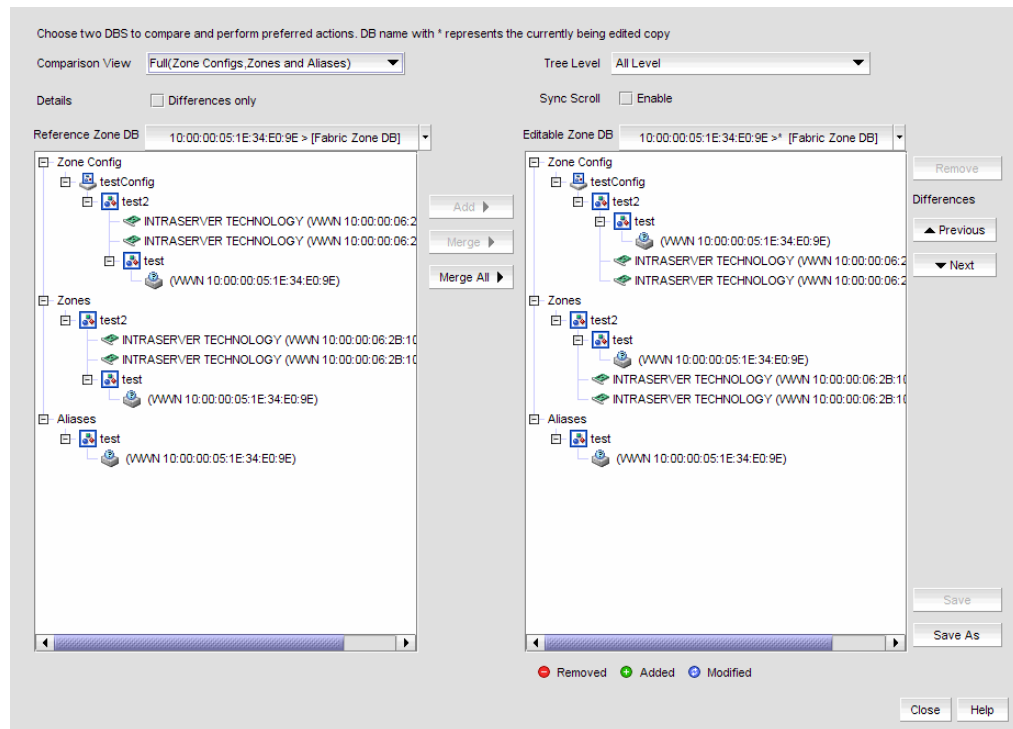 Choose two DBS to compare and perform preferred actions. DB name with * represents the currently being edited copy
Comparison View Full(Zone Configs,Zones and Aliases) Tree Level All Level
Details Differences only Sync Scroll Enable
Reference Zone DB 10:00:00:05:1E:34:E0:9E > [Fabric Zone DB] Editable Zone DB 10:00:00:05:1E:34:E0:9E >* [Fabric Zone DB]
Zone Config
testConfig
test2
INTRASERVER TECHNOLOGY (WWN 10:00:00:06:2
INTRASERVER TECHNOLOGY (WWN 10:00:00:06:2
test
(WWN 10:00:00:05:1E:34:E0:9E)
Zones
test2
INTRASERVER TECHNOLOGY (WWN 10:00:00:06:2B:10
INTRASERVER TECHNOLOGY (WWN 10:00:00:06:2B:10
test
(WWN 10:00:00:05:1E:34:E0:9E)
Aliases
test
(WWN 10:00:00:05:1E:34:E0:9E)
Add
Merge
Merge All
Zone Config
testConfig
test2
test
(WWN 10:00:00:05:1E:34:E0:9E)
INTRASERVER TECHNOLOGY (WWN 10:00:00:06:2
INTRASERVER TECHNOLOGY (WWN 10:00:00:06:2
Zones
test2
test
(WWN 10:00:00:05:1E:34:E0:9E)
INTRASERVER TECHNOLOGY (WWN 10:00:00:06:2B:10
INTRASERVER TECHNOLOGY (WWN 10:00:00:06:2B:10
Aliases
test
(WWN 10:00:00:05:1E:34:E0:9E)
Remove
Differences
Previous
Next
Save
Save As
Removed Added Modified
Close Help